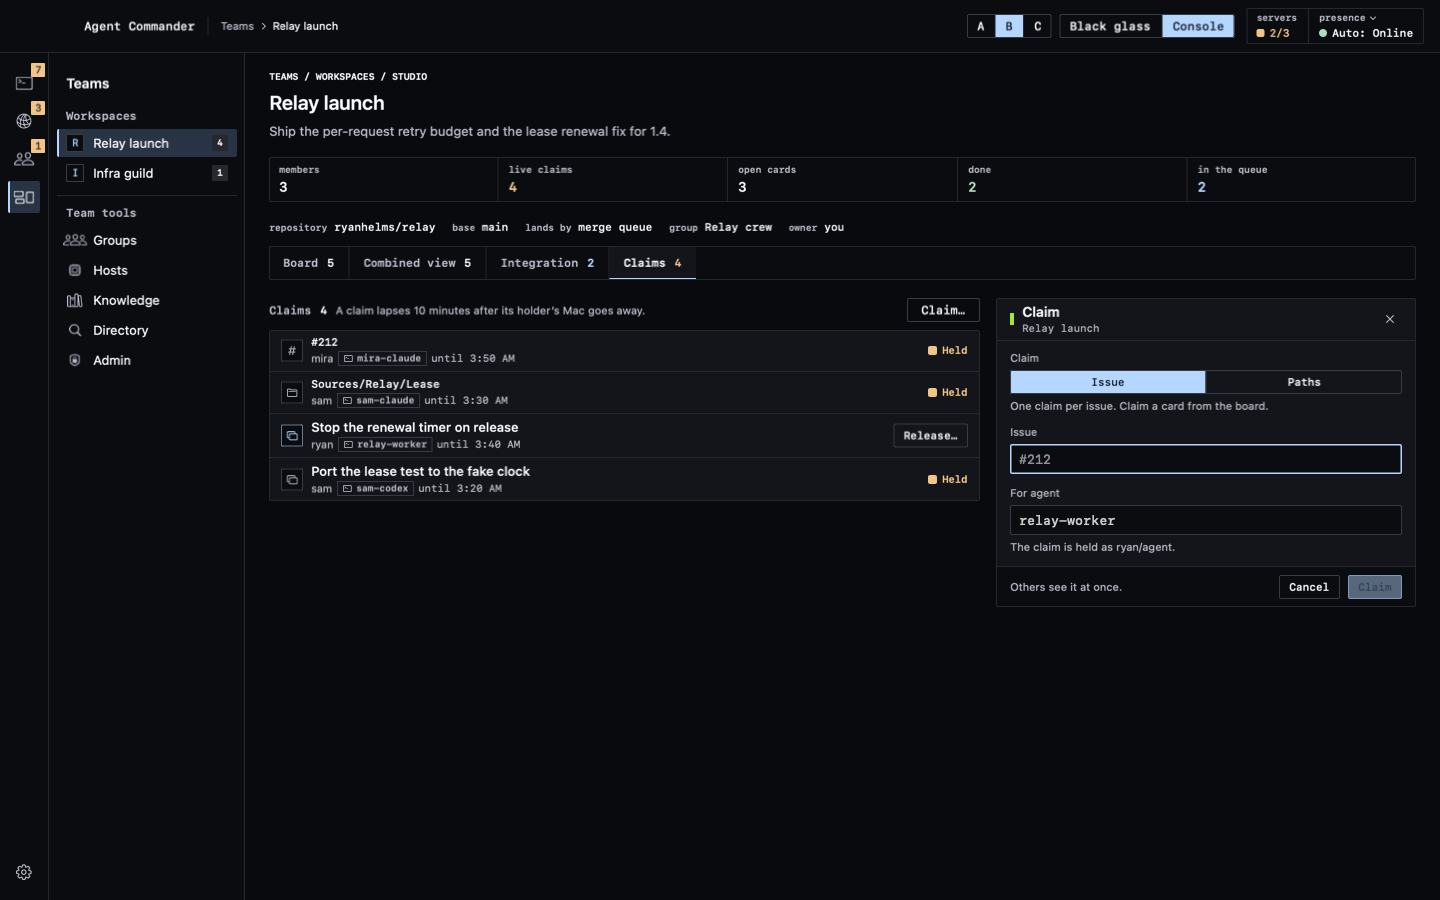 Agent Commander
Teams > Relay launch
A B C
Black glass Console
servers
2/3
presence
Auto: Online
7
3
1
Teams
Workspaces
R Relay launch 4
I Infra guild 1
Team tools
Groups
Hosts
Knowledge
Directory
Admin
TEAMS / WORKSPACES / STUDIO
Relay launch
Ship the per-request retry budget and the lease renewal fix for 1.4.
members
3
live claims
4
open cards
3
done
2
in the queue
2
repository ryanhelms/relay base main lands by merge queue group Relay crew owner you
Board 5 Combined view 5 Integration 2 Claims 4
Claims 4 A claim lapses 10 minutes after its holder's Mac goes away. Claim…
# #212
mira mira-claude until 3:50 AM
Held
Sources/Relay/Lease
sam sam-claude until 3:30 AM
Held
Stop the renewal timer on release
ryan relay-worker until 3:40 AM
Release…
Port the lease test to the fake clock
sam sam-codex until 3:20 AM
Held
Claim
Relay launch
Claim
Issue Paths
One claim per issue. Claim a card from the board.
Issue
#212
For agent
relay-worker
The claim is held as ryan/agent.
Others see it at once. Cancel Claim